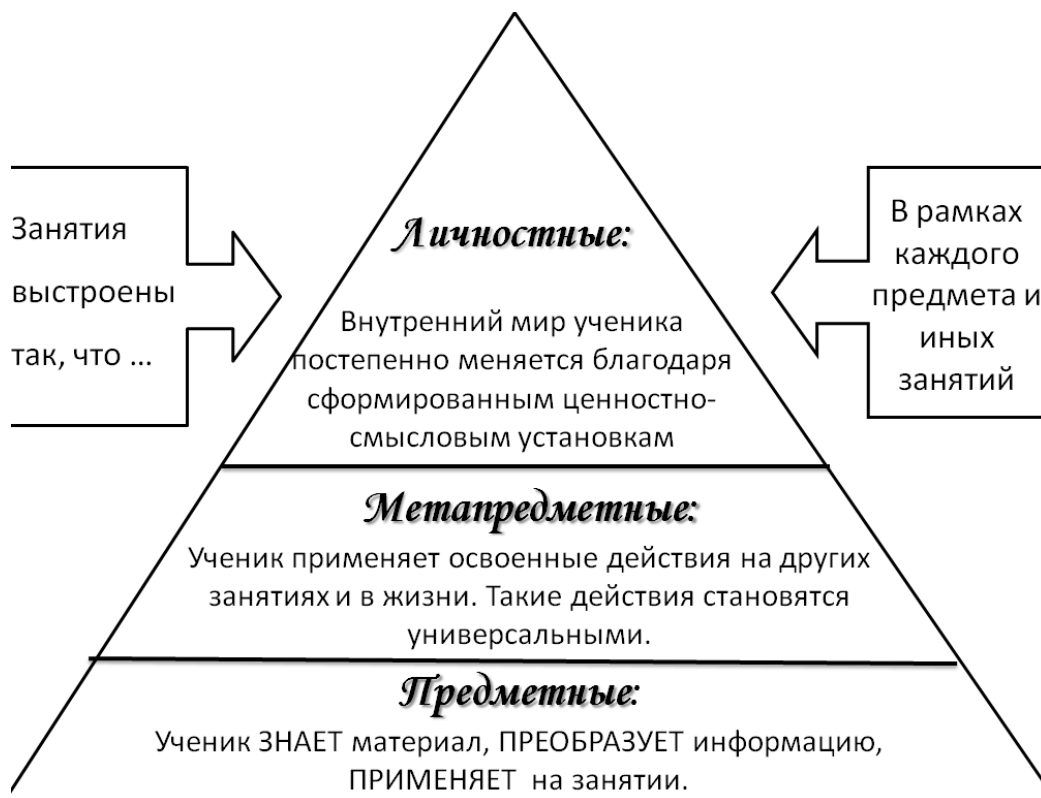 Занятия
выстроены
так, что ...
Личностные:
Внутренний мир ученика
постепенно меняется благодаря
сформированным ценностно-
смысловым установкам
В рамках
каждого
предмета и
иных
занятий
Метапредметные:
Ученик применяет освоенные действия на других
занятиях и в жизни. Такие действия становятся
универсальными.
Предметные:
Ученик ЗНАЕТ материал, ПРЕОБРАЗУЕТ информацию,
ПРИМЕНЯЕТ на занятии.